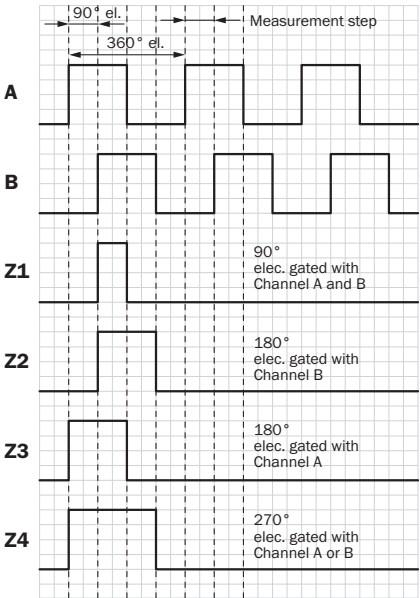 90° el.
Measurement step
360° el.
A
B
Z1
90°
elec. gated with
Channel A and B
Z2
180°
elec. gated with
Channel B
Z3
180°
elec. gated with
Channel A
Z4
270°
elec. gated with
Channel A or B